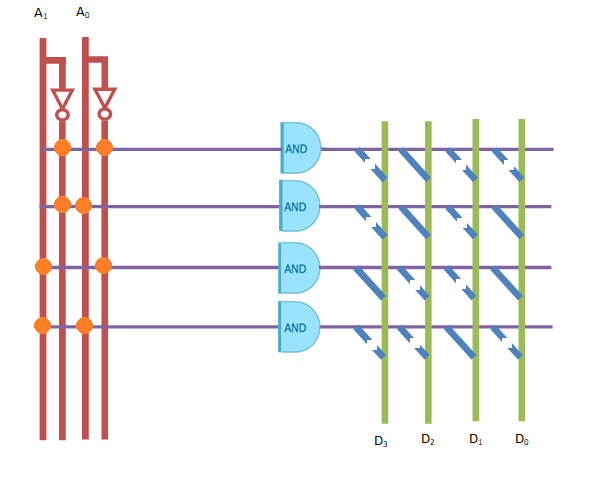 A₁ A₀
AND
AND
AND
AND
D₃ D₂ D₁ D₀